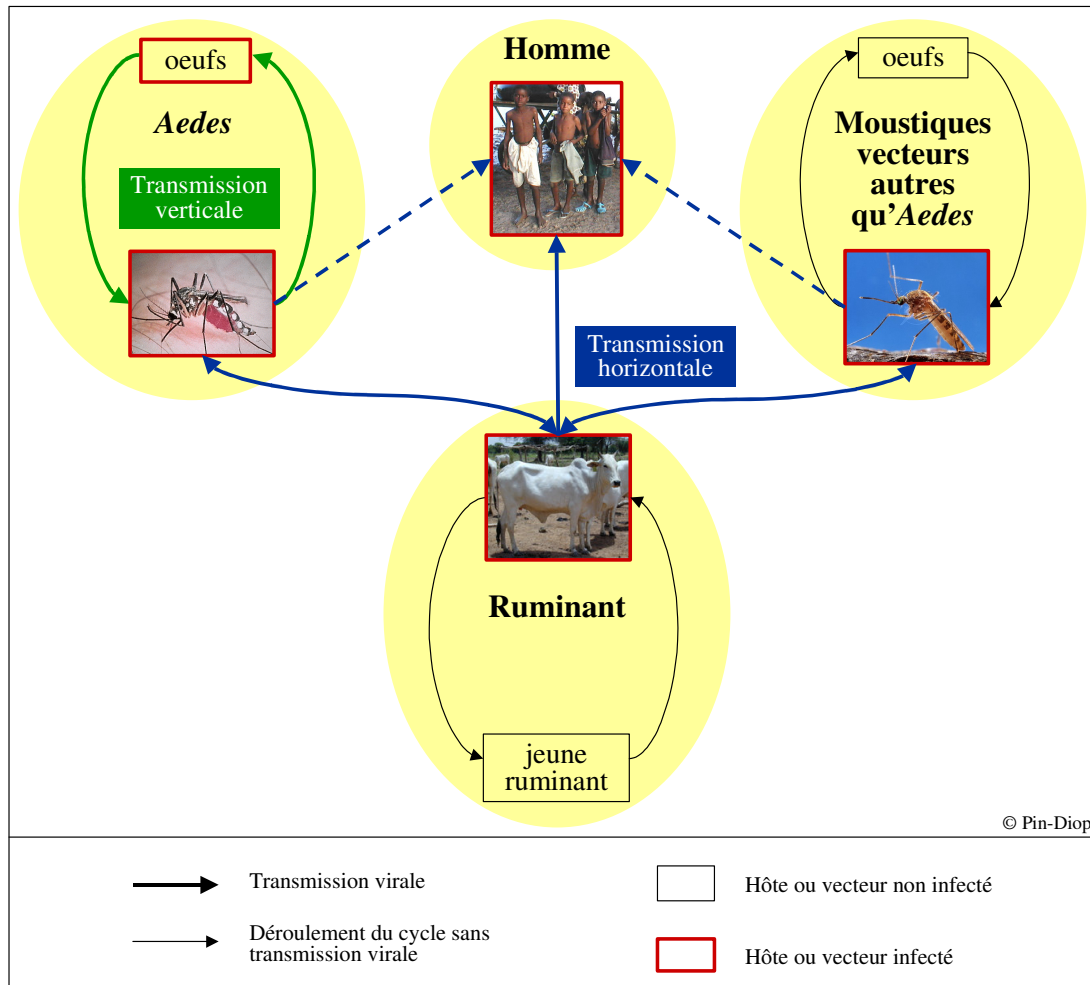 oeufs
Aedes
Transmission
verticale
Homme
oeufs
Moustiques
vecteurs
autres
qu'Aedes
Transmission
horizontale
Ruminant
jeune
ruminant
© Pin-Diop
Transmission virale
Déroulement du cycle sans
transmission virale
Hôte ou vecteur non infecté
Hôte ou vecteur infecté